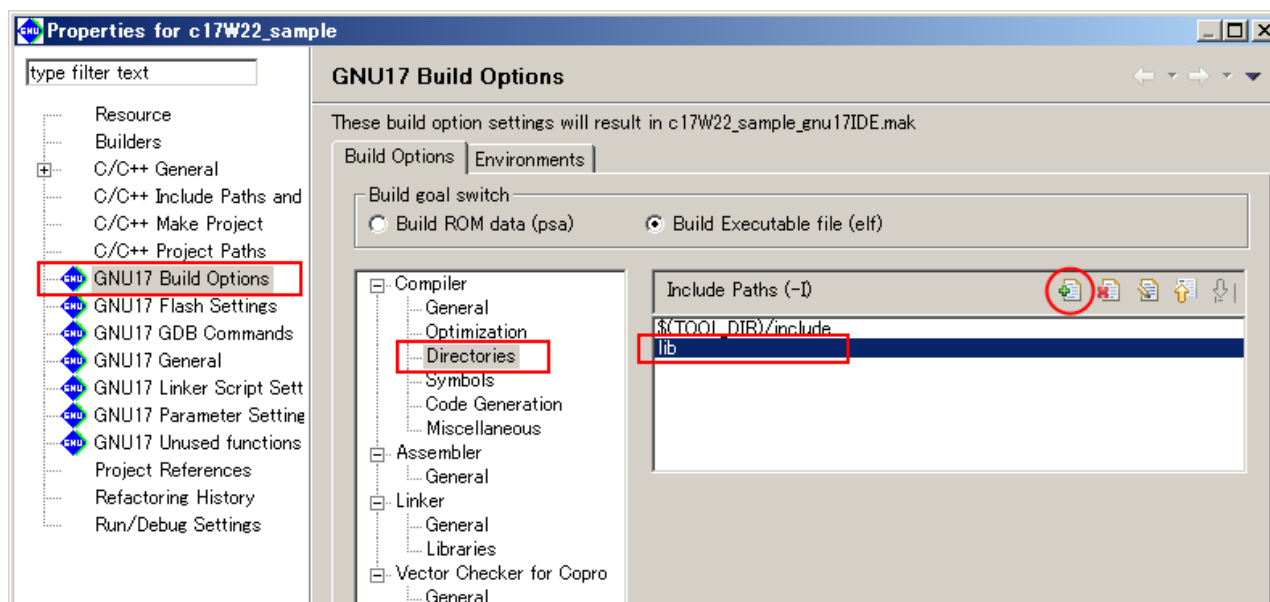 Properties for c17W22_sample
type filter text
Resource
Builders
C/C++ General
C/C++ Include Paths and
C/C++ Make Project
C/C++ Project Paths
GNU17 Build Options
GNU17 Flash Settings
GNU17 GDB Commands
GNU17 General
GNU17 Linker Script Sett
GNU17 Parameter Setting
GNU17 Unused functions
Project References
Refactoring History
Run/Debug Settings
GNU17 Build Options
These build option settings will result in c17W22_sample_gnu17IDE.mak
Build Options
Environments
Build goal switch
Build ROM data (psa)
Build Executable file (elf)
Compiler
General
Optimization
Directories
Symbols
Code Generation
Miscellaneous
Assembler
General
Linker
General
Libraries
Vector Checker for Copro
General
Include Paths (-I)
$(TOOL_DIR)/include
lib